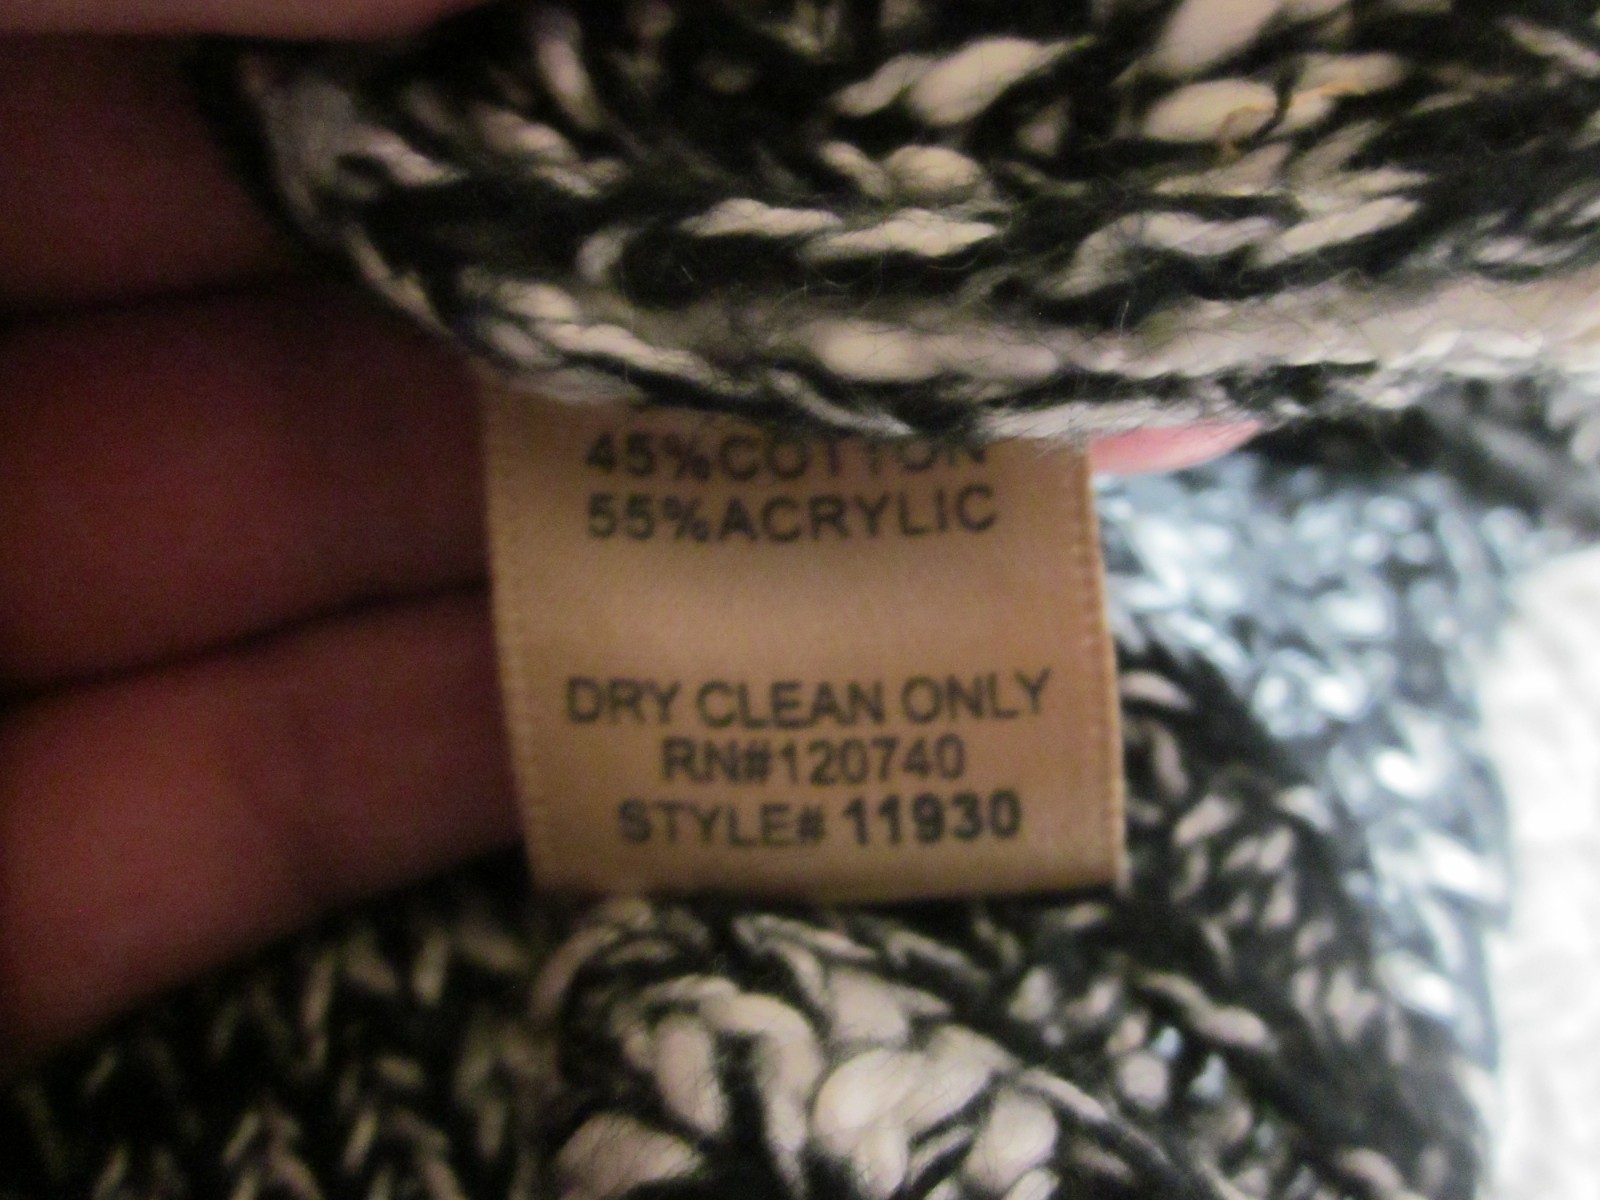 45%COTTON
55%ACRYLIC
DRY CLEAN ONLY
RN#120740
STYLE# 11930